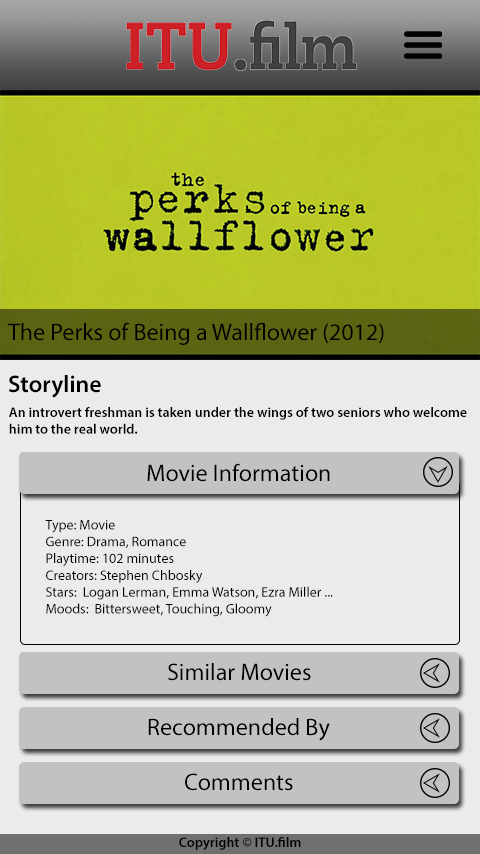 ITU.film
the
perks of being a
wallflower
The Perks of Being a Wallflower (2012)
Storyline
An introvert freshman is taken under the wings of two seniors who welcome
him to the real world.
Movie Information
Type: Movie
Genre: Drama, Romance
Playtime: 102 minutes
Creators: Stephen Chbosky
Stars:  Logan Lerman, Emma Watson, Ezra Miller ...
Moods:  Bittersweet, Touching, Gloomy
Similar Movies
Recommended By
Comments
Copyright © ITU.film